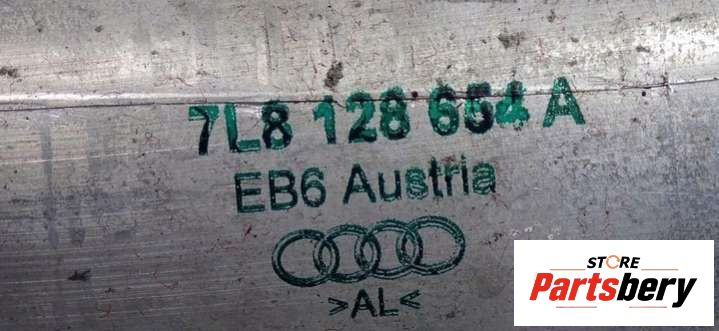 7L8 128 654 A
EB6 Austria
>AL<
STORE
Partsbery